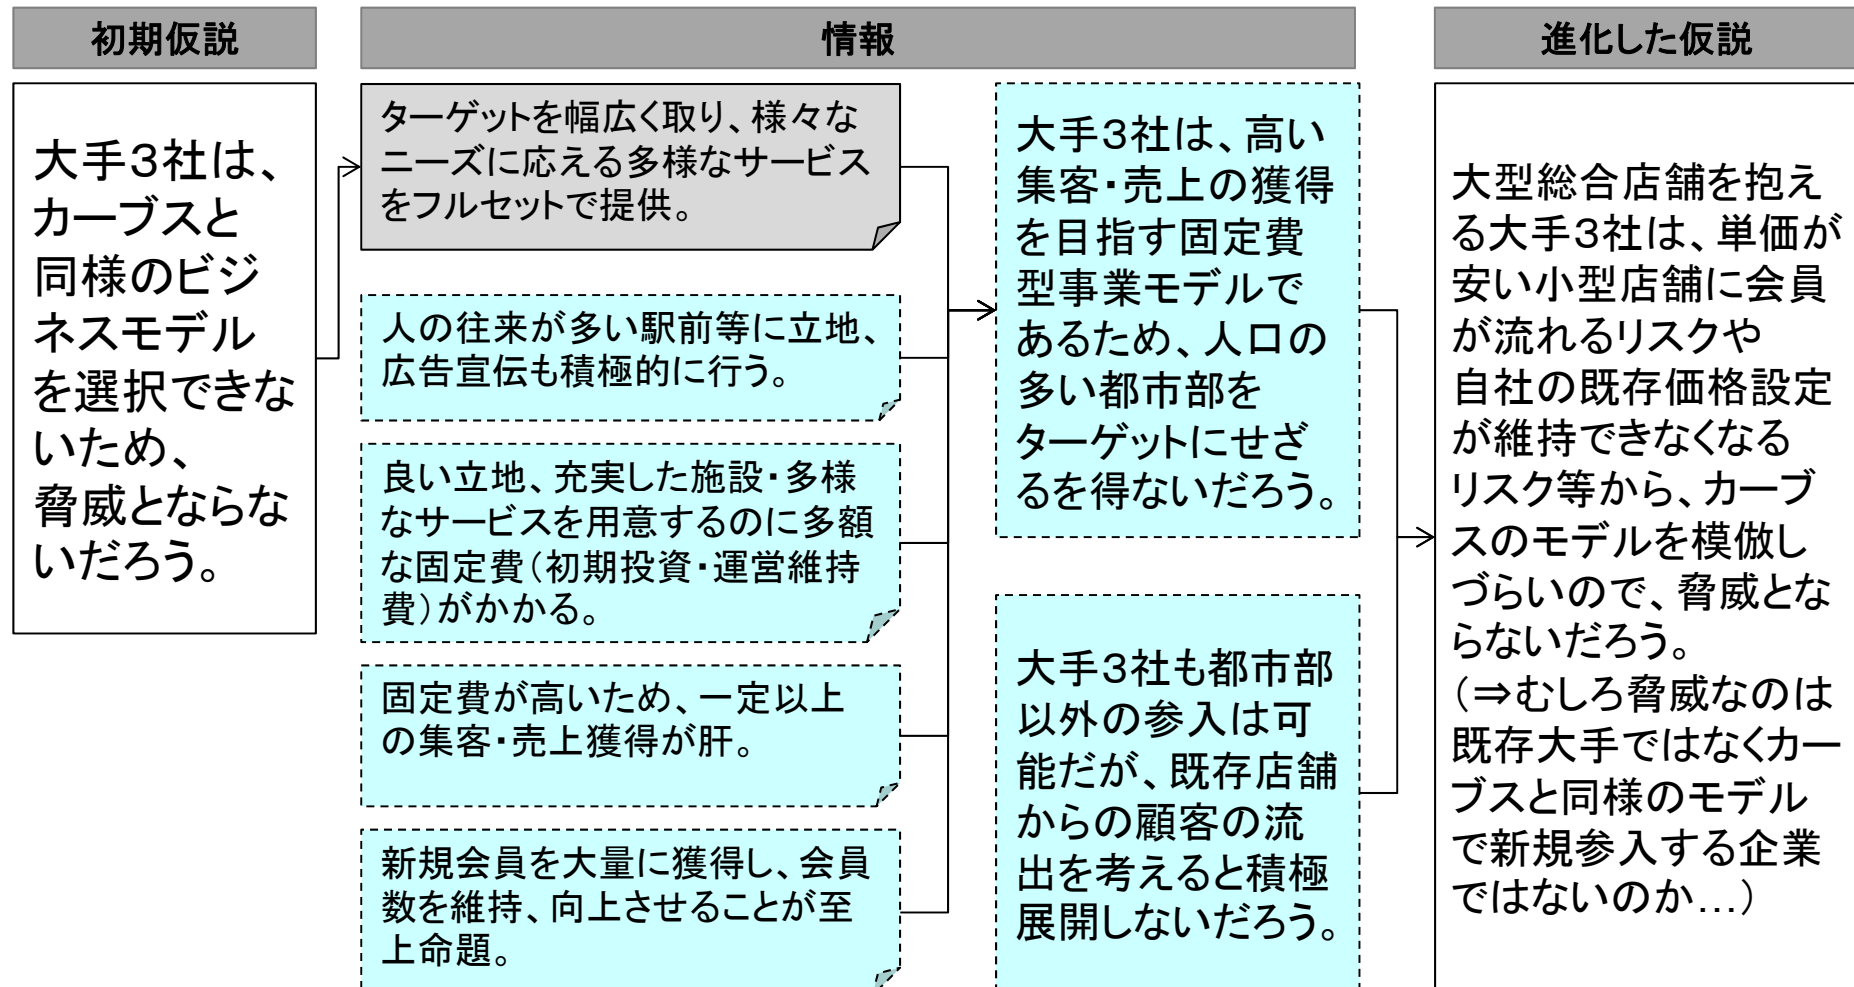 初期仮説
情報
進化した仮説
大手３社は、
カーブスと
同様のビジ
ネスモデル
を選択できな
いため、
脅威とならな
いだろう。
ターゲットを幅広く取り、様々な
ニーズに応える多様なサービス
をフルセットで提供。
人の往来が多い駅前等に立地、
広告宣伝も積極的に行う。
良い立地、充実した施設・多様
なサービスを用意するのに多額
な固定費（初期投資・運営維持
費）がかかる。
固定費が高いため、一定以上
の集客・売上獲得が肝。
新規会員を大量に獲得し、会員
数を維持、向上させることが至
上命題。
大手３社は、高い
集客・売上の獲得
を目指す固定費
型事業モデルで
あるため、人口の
多い都市部を
ターゲットにせざ
るを得ないだろう。
大手３社も都市部
以外の参入は可
能だが、既存店舗
からの顧客の流
出を考えると積極
展開しないだろう。
大型総合店舗を抱え
る大手３社は、単価が
安い小型店舗に会員
が流れるリスクや
自社の既存価格設定
が維持できなくなる
リスク等から、カーブ
スのモデルを模倣し
づらいので、脅威とな
らないだろう。
（⇒むしろ脅威なのは
既存大手ではなくカー
ブスと同様のモデル
で新規参入する企業
ではないのか…）